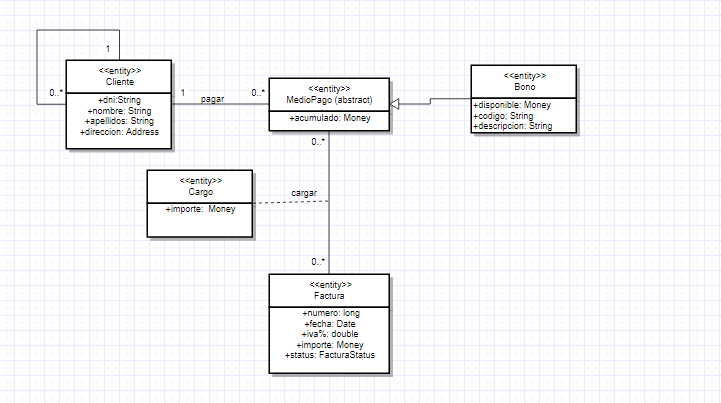 1
0..*
<<entity>>
Cliente
+dni:String
+nombre: String
+apellidos: String
+direccion: Address
1
pagar
0..*
<<entity>>
MedioPago (abstract)
+acumulado: Money
<<entity>>
Bono
+disponible: Money
+codigo; String
+descripcion: String
0..*
<<entity>>
Cargo
+importe:  Money
cargar
0..*
<<entity>>
Factura
+numero: long
+fecha: Date
+iva%: double
+importe: Money
+status: FacturaStatus